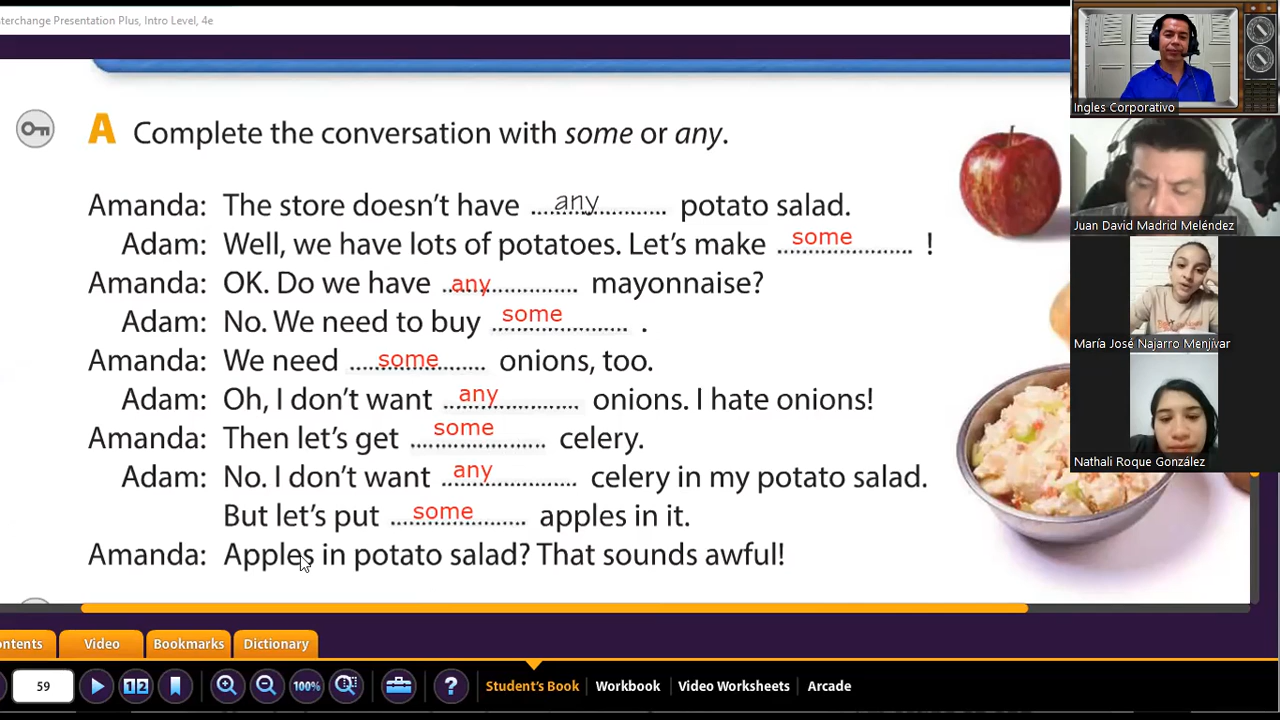 terchange Presentation Plus, Intro Level, 4e
A Complete the conversation with some or any.
Amanda: The store doesn't have any potato salad.
Adam: Well, we have lots of potatoes. Let's make some !
Amanda: OK. Do we have any mayonnaise?
Adam: No. We need to buy some .
Amanda: We need some onions, too.
Adam: Oh, I don't want any onions. I hate onions!
Amanda: Then let's get some celery.
Adam: No. I don't want any celery in my potato salad.
But let's put some apples in it.
Amanda: Apples in potato salad? That sounds awful!
Ingles Corporativo
Juan David Madrid Meléndez
María José Najarro Menjívar
Nathali Roque González
ontents Video Bookmarks Dictionary
59 12 100% ? Student's Book Workbook Video Worksheets Arcade